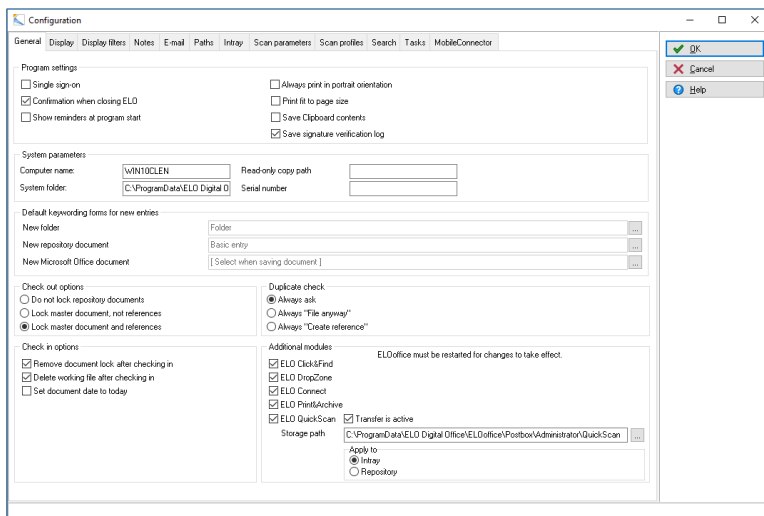 Configuration
General Display Display filters Notes E-mail Paths Intray Scan parameters Scan profiles Search Tasks MobileConnector
OK
Cancel
Help
Program settings
Single sign-on
Confirmation when closing ELO
Show reminders at program start
Always print in portrait orientation
Print fit to page size
Save Clipboard contents
Save signature verification log
System parameters
Computer name: WIN10CLEN Read-only copy path
System folder: C:\ProgramData\ELO Digital O Serial number
Default keywording forms for new entries
New folder Folder ...
New repository document Basic entry ...
New Microsoft Office document [ Select when saving document ] ...
Check out options
Do not lock repository documents
Lock master document, not references
Lock master document and references
Duplicate check
Always ask
Always "File anyway"
Always "Create reference"
Check in options
Remove document lock after checking in
Delete working file after checking in
Set document date to today
Additional modules
ELOoffice must be restarted for changes to take effect.
ELO Click&Find
ELO DropZone
ELO Connect
ELO Print&Archive
ELO QuickScan Transfer is active
Storage path C:\ProgramData\ELO Digital Office\ELOoffice\Postbox\Administrator\QuickScan ...
Apply to
Intray
Repository